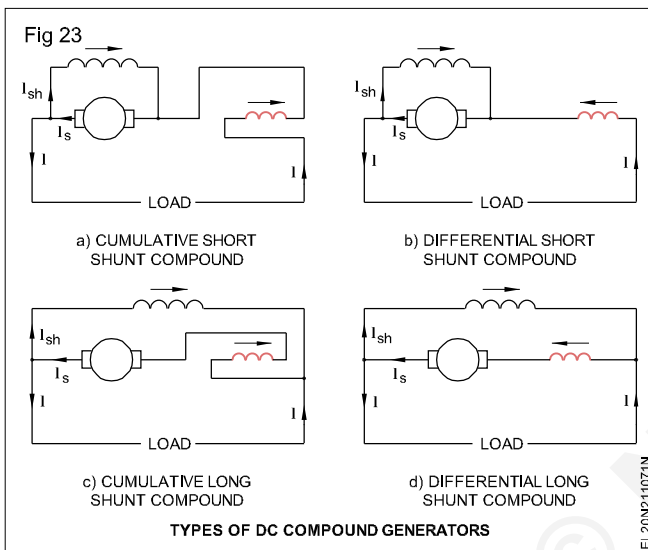 Fig 23
Ish
Is
I
I
LOAD
a) CUMULATIVE SHORT
SHUNT COMPOUND
Ish
Is
I
I
LOAD
b) DIFFERENTIAL SHORT
SHUNT COMPOUND
Ish
Is
I
I
LOAD
c) CUMULATIVE LONG
SHUNT COMPOUND
Ish
Is
I
I
LOAD
d) DIFFERENTIAL LONG
SHUNT COMPOUND
TYPES OF DC COMPOUND GENERATORS
EL20N211071N